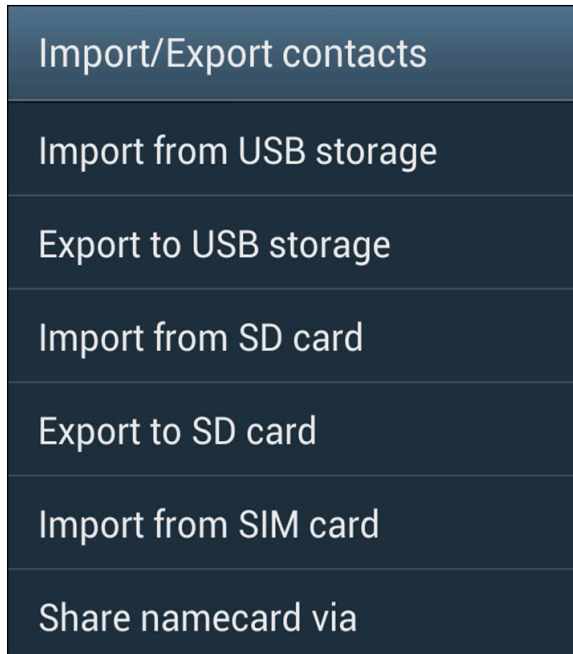 Import/Export contacts
Import from USB storage
Export to USB storage
Import from SD card
Export to SD card
Import from SIM card
Share namecard via